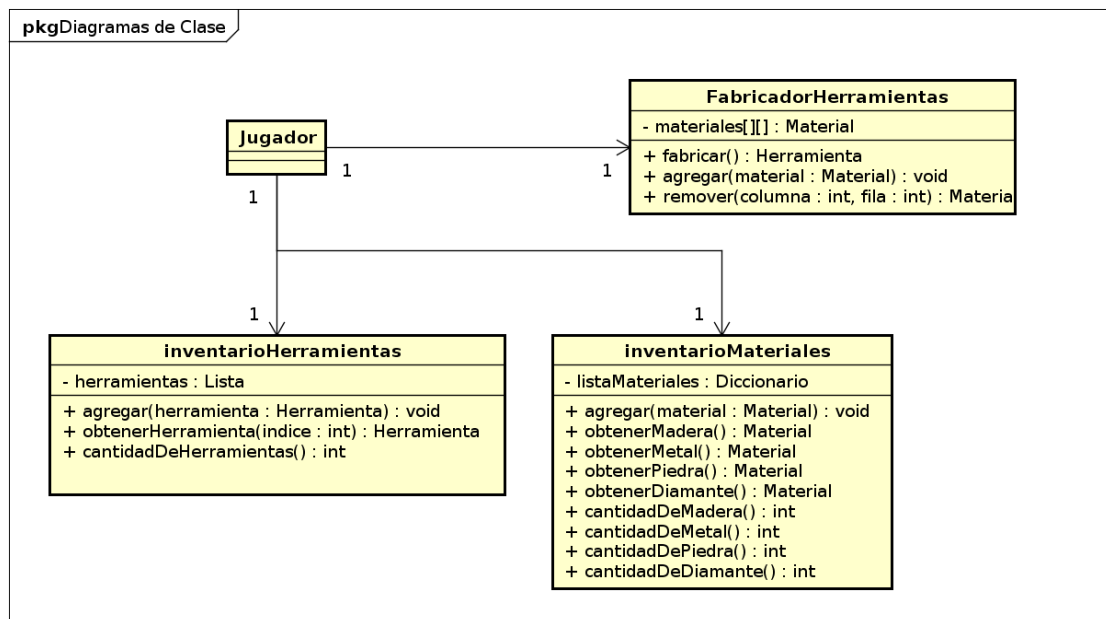 pkgDiagramas de Clase
Jugador
1
1
1
1
1
FabricadorHerramientas
- materiales[][] : Material
+ fabricar() : Herramienta
+ agregar(material : Material) : void
+ remover(columna : int, fila : int) : Materia
inventarioHerramientas
- herramientas : Lista
+ agregar(herramienta : Herramienta) : void
+ obtenerHerramienta(indice : int) : Herramienta
+ cantidadDeHerramientas() : int
inventarioMateriales
- listaMateriales : Diccionario
+ agregar(material : Material) : void
+ obtenerMadera() : Material
+ obtenerMetal() : Material
+ obtenerPiedra() : Material
+ obtenerDiamante() : Material
+ cantidadDeMadera() : int
+ cantidadDeMetal() : int
+ cantidadDePiedra() : int
+ cantidadDeDiamante() : int